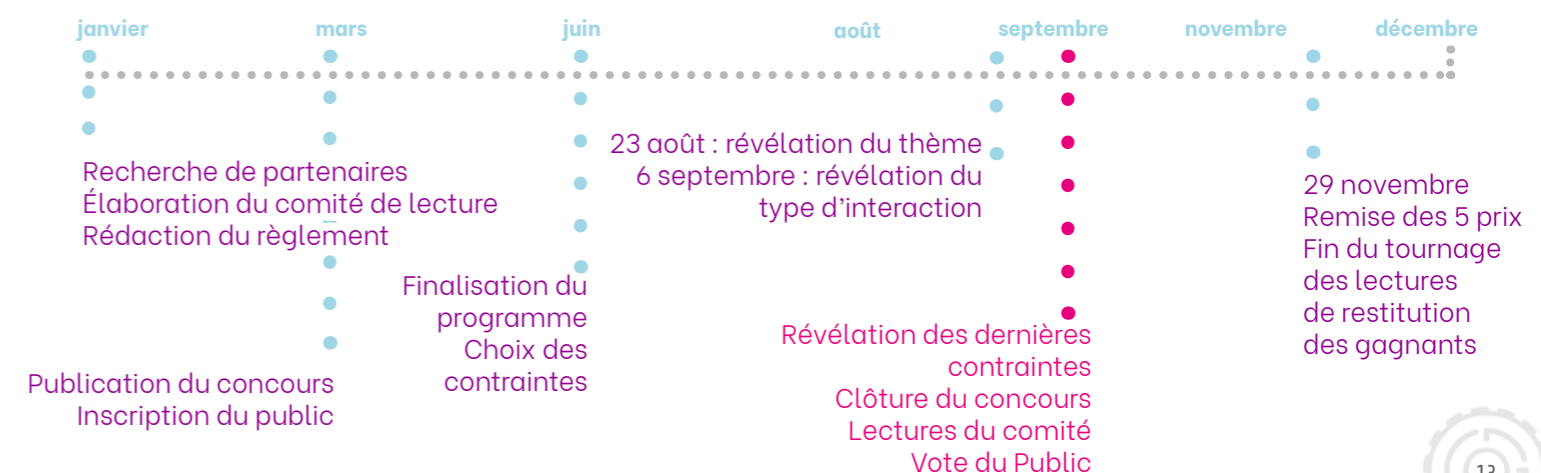 janvier mars juin août septembre novembre décembre
Recherche de partenaires
Élaboration du comité de lecture
Rédaction du règlement
Publication du concours
Inscription du public
Finalisation du
programme
Choix des
contraintes
23 août : révélation du thème
6 septembre : révélation du
type d'interaction
Révélation des dernières
contraintes
Clôture du concours
Lectures du comité
Vote du Public
29 novembre
Remise des 5 prix
Fin du tournage
des lectures
de restitution
des gagnants
13